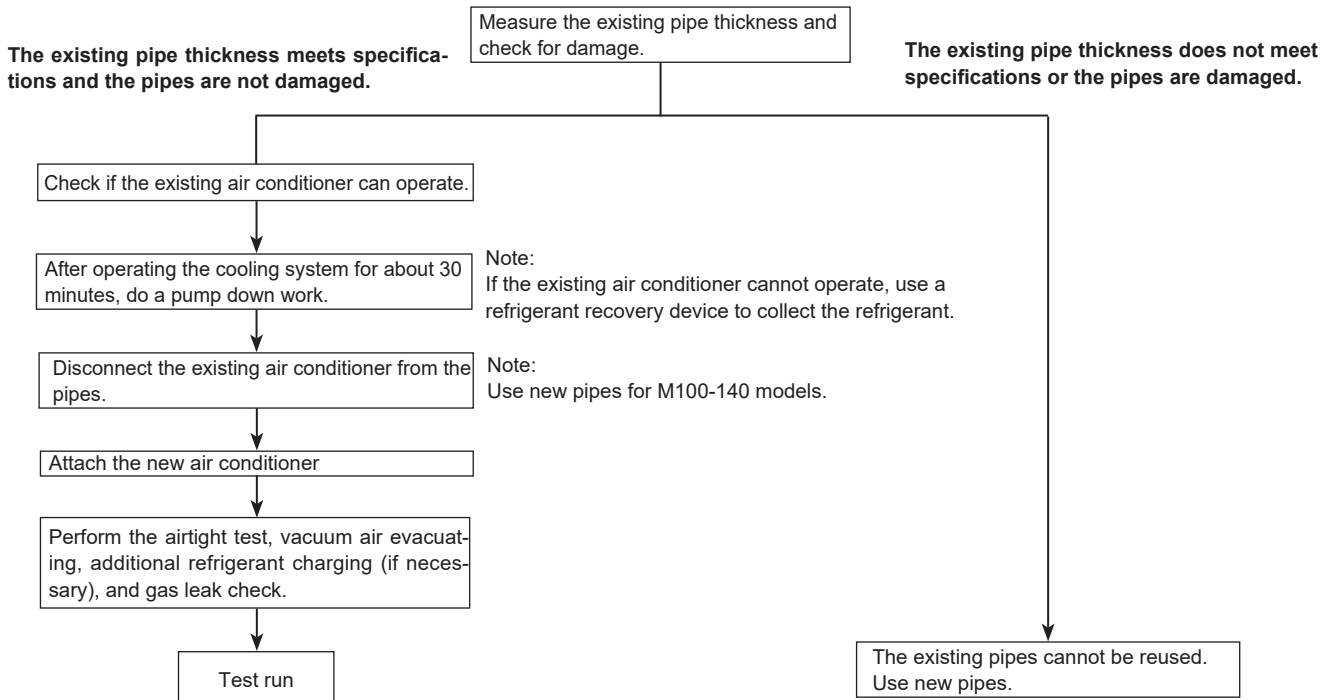 Measure the existing pipe thickness and
check for damage.
The existing pipe thickness meets specifica-
tions and the pipes are not damaged.
The existing pipe thickness does not meet
specifications or the pipes are damaged.
Check if the existing air conditioner can operate.
After operating the cooling system for about 30
minutes, do a pump down work.
Note:
If the existing air conditioner cannot operate, use a
refrigerant recovery device to collect the refrigerant.
Disconnect the existing air conditioner from the
pipes.
Note:
Use new pipes for M100-140 models.
Attach the new air conditioner
Perform the airtight test, vacuum air evacuat-
ing, additional refrigerant charging (if neces-
sary), and gas leak check.
Test run
The existing pipes cannot be reused.
Use new pipes.